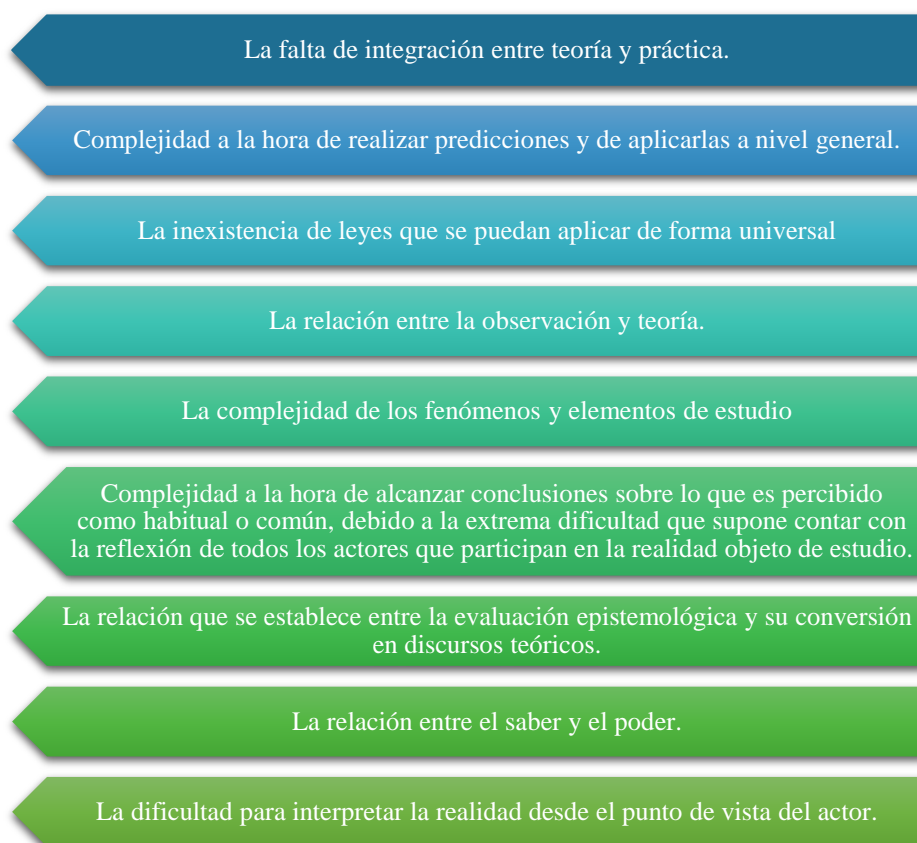 La falta de integración entre teoría y práctica.
Complejidad a la hora de realizar predicciones y de aplicarlas a nivel general.
La inexistencia de leyes que se puedan aplicar de forma universal
La relación entre la observación y teoría.
La complejidad de los fenómenos y elementos de estudio
Complejidad a la hora de alcanzar conclusiones sobre lo que es percibido
como habitual o común, debido a la extrema dificultad que supone contar con
la reflexión de todos los actores que participan en la realidad objeto de estudio.
La relación que se establece entre la evaluación epistemológica y su conversión
en discursos teóricos.
La relación entre el saber y el poder.
La dificultad para interpretar la realidad desde el punto de vista del actor.